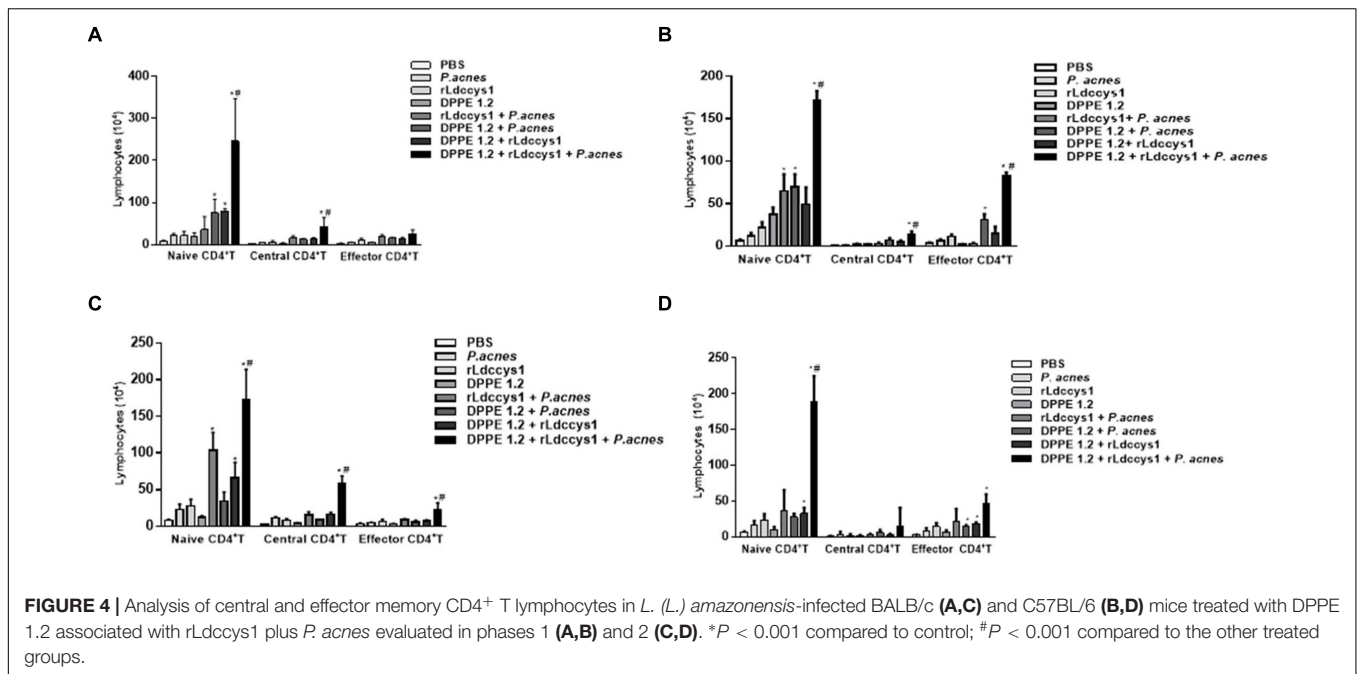 A
Lymphocytes (10⁴)
400
300
200
100
0
* *
*#
*#
Naive CD4⁺T Central CD4⁺T Effector CD4⁺T
PBS
P.acnes
rLdccys1
DPPE 1.2
rLdccys1 + P.acnes
DPPE 1.2 + P.acnes
DPPE 1.2 + rLdccys1
DPPE 1.2 + rLdccys1 + P.acnes
B
Lymphocytes (10⁴)
200
150
100
50
0
* *
*#
*#
*
*#
Naive CD4⁺T Central CD4⁺T Effector CD4⁺T
PBS
P. acnes
rLdccys1
DPPE 1.2
rLdccys1+ P. acnes
DPPE 1.2 + P. acnes
DPPE 1.2+ rLdccys1
DPPE 1.2 + rLdccys1 + P. acnes
C
Lymphocytes (10⁴)
250
200
150
100
50
0
*
*
*#
*#
*#
Naive CD4⁺T Central CD4⁺T Effector CD4⁺T
PBS
P.acnes
rLdccys1
DPPE 1.2
rLdccys1 + P.acnes
DPPE 1.2 + P.acnes
DPPE 1.2 + rLdccys1
DPPE 1.2 + rLdccys1 + P.acnes
D
Lymphocytes (10⁴)
250
200
150
100
50
0
*
*#
* *
*
Naive CD4⁺T Central CD4⁺T Effector CD4⁺T
PBS
P. acnes
rLdccys1
DPPE 1.2
rLdccys1 + P.acnes
DPPE 1.2 + P. acnes
DPPE 1.2 + rLdccys1
DPPE 1.2 + rLdccys1 + P. acnes
FIGURE 4 | Analysis of central and effector memory CD4⁺ T lymphocytes in L. (L.) amazonensis-infected BALB/c (A,C) and C57BL/6 (B,D) mice treated with DPPE
1.2 associated with rLdccys1 plus P. acnes evaluated in phases 1 (A,B) and 2 (C,D). *P < 0.001 compared to control; #P < 0.001 compared to the other treated
groups.